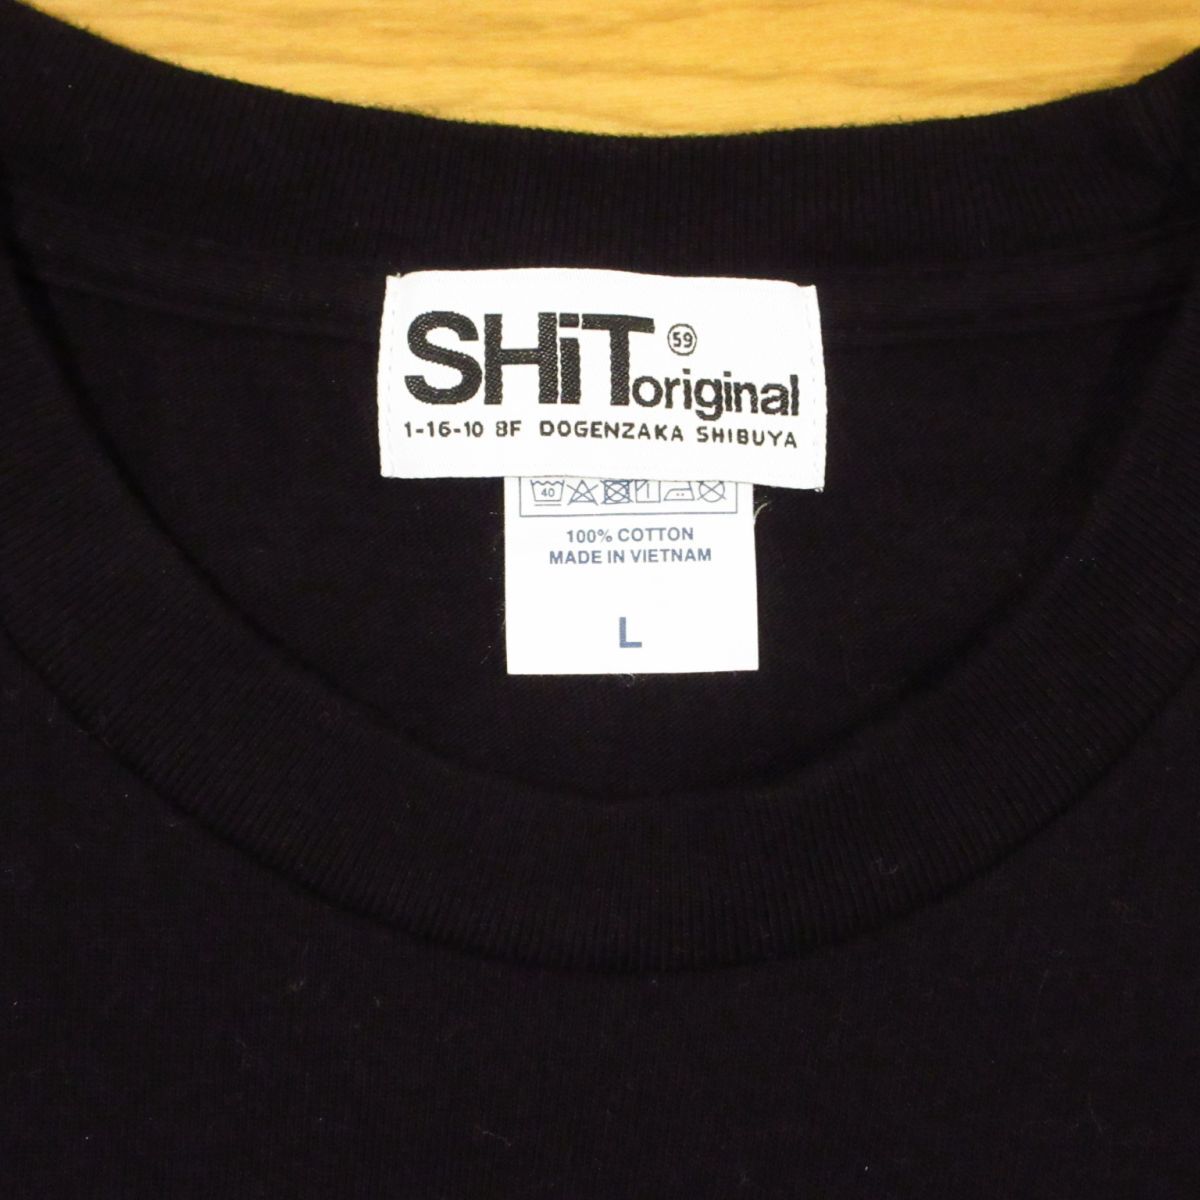 SHiT 59
original
1-16-10 8F DOGENZAKA SHIBUYA
40
100% COTTON
MADE IN VIETNAM
L